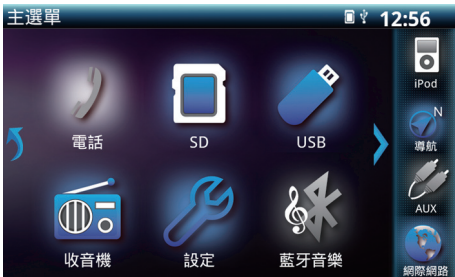 主選單 12:56
iPod
電話 SD USB
N
導航
AUX
收音機 設定 藍牙音樂
網際網路